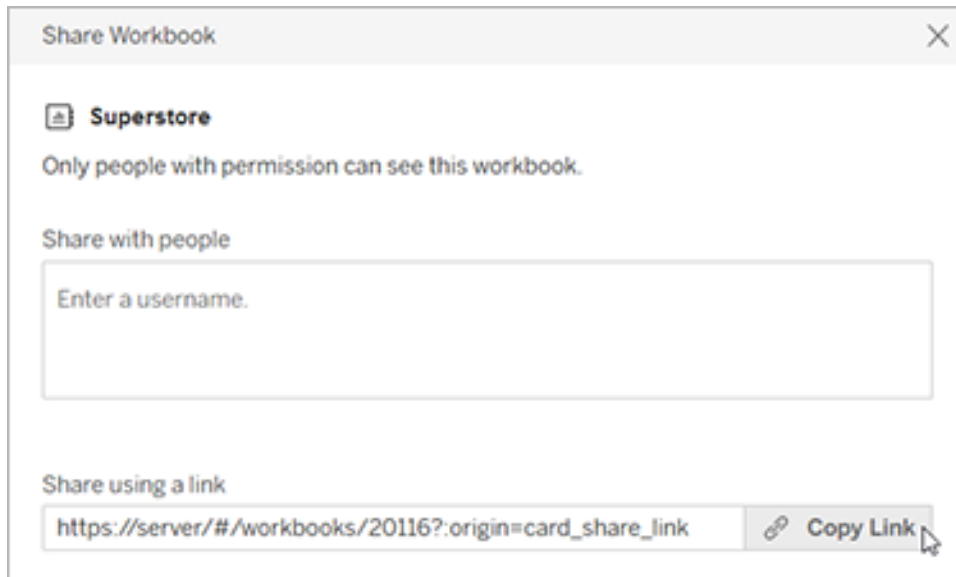 Share Workbook
Superstore
Only people with permission can see this workbook.
Share with people
Enter a username.
Share using a link
https://server/#/workbooks/20116?:origin=card_share_link
Copy Link